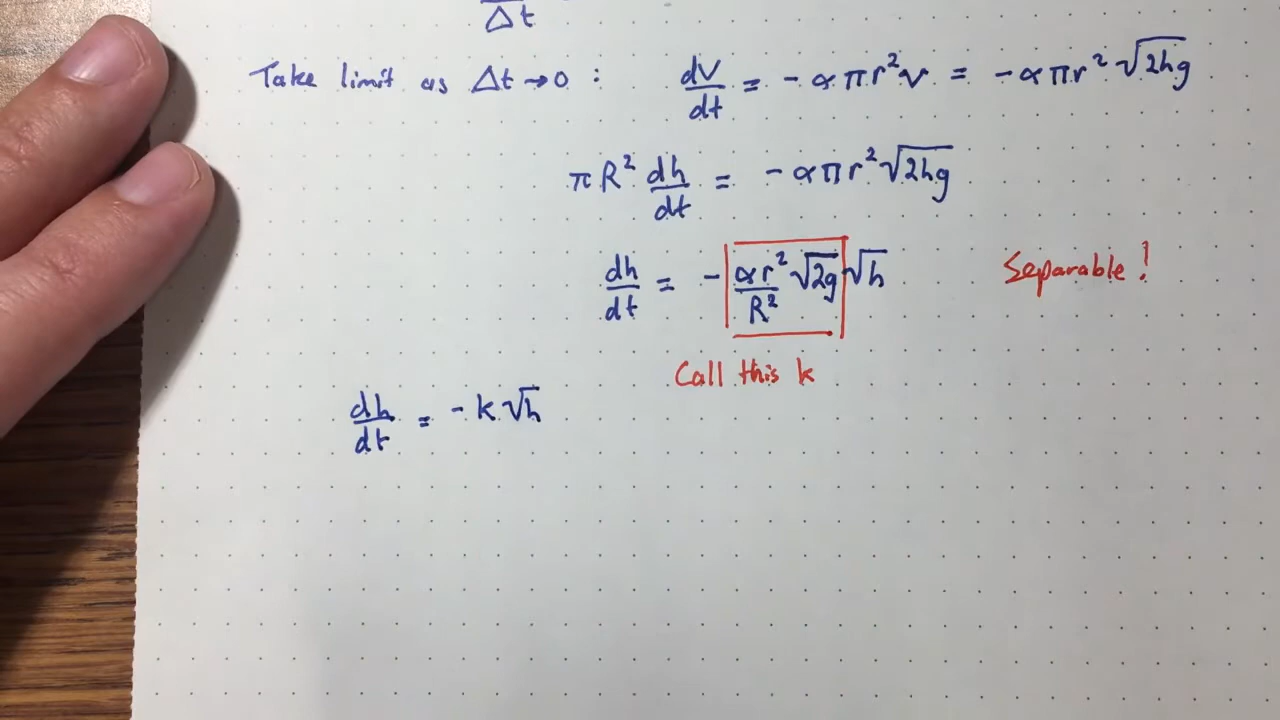 Δt
Take limit as Δt→0 : dV/dt = - α π r² v = - α π r² √2hg
π R² dh/dt = - α π r² √2hg
dh/dt = - αr²/R² √2g √h Separable !
Call this k
dh/dt = - k √h